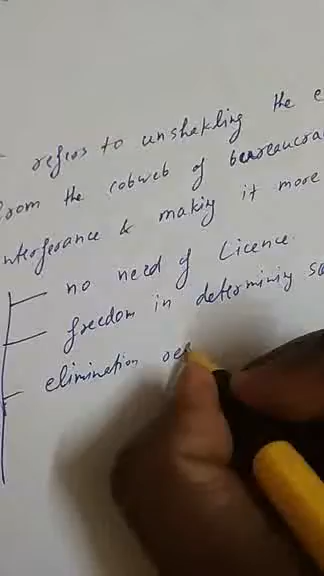 refers to unshakling the
from the cobweb of
interferance & making it more
no need of Licence.
freedom in determining
elimination